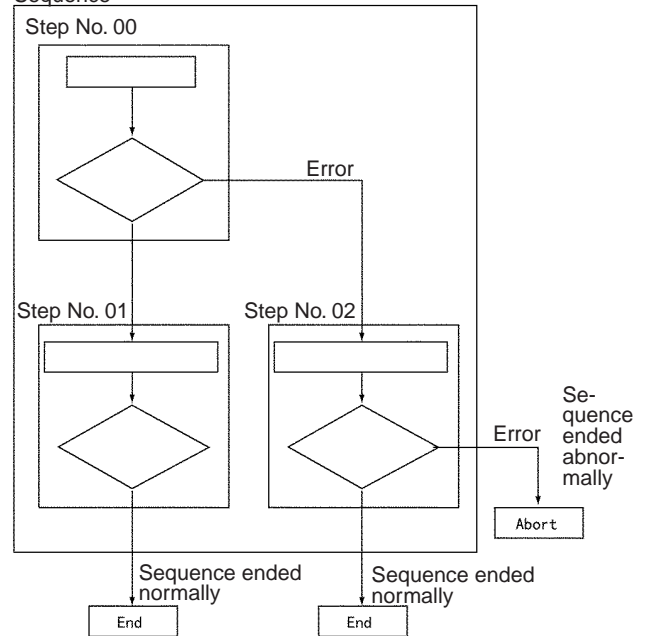 Sequence
Step No. 00
Error
Step No. 01
Step No. 02
Error
Se-
quence
ended
abnor-
mally
Abort
Sequence ended
normally
Sequence ended
normally
End
End